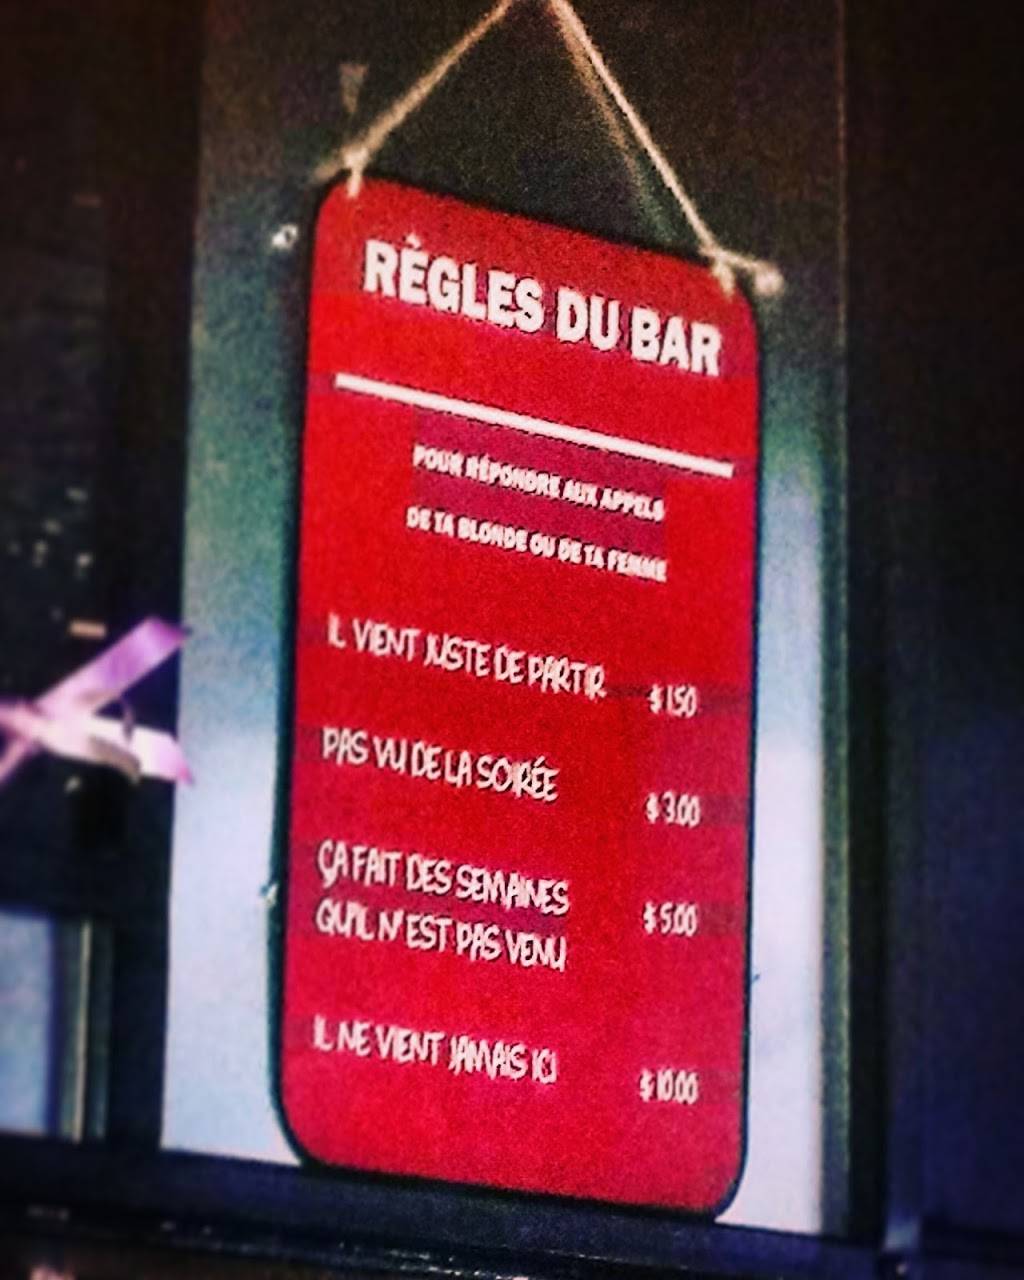 RÈGLES DU BAR
POUR RÉPONDRE AUX APPELS
DE TA BLONDE OU DE TA FEMME
IL VIENT JUSTE DE PARTIR $1.50
PAS VU DE LA SOIRÉE $3.00
ÇA FAIT DES SEMAINES
QU'IL N'EST PAS VENU $5.00
IL NE VIENT JAMAIS ICI $10.00